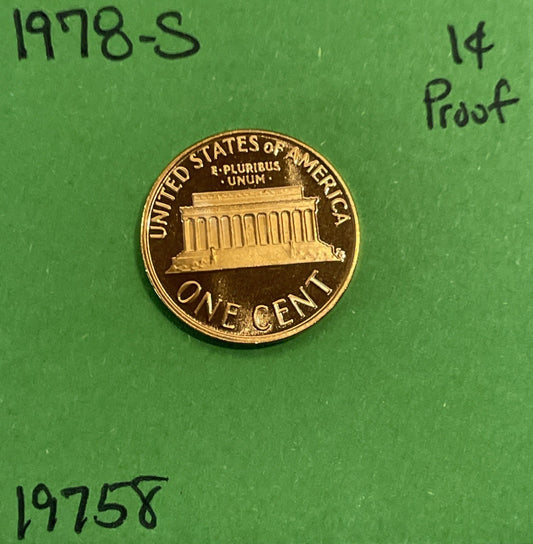 1978-S
1¢
Proof
UNITED STATES OF AMERICA
E·PLURIBUS
·UNUM·
ONE CENT
19758